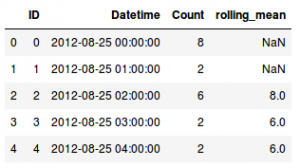 ID Datetime Count rolling_mean
0 0 2012-08-25 00:00:00 8 NaN
1 1 2012-08-25 01:00:00 2 NaN
2 2 2012-08-25 02:00:00 6 8.0
3 3 2012-08-25 03:00:00 2 6.0
4 4 2012-08-25 04:00:00 2 6.0